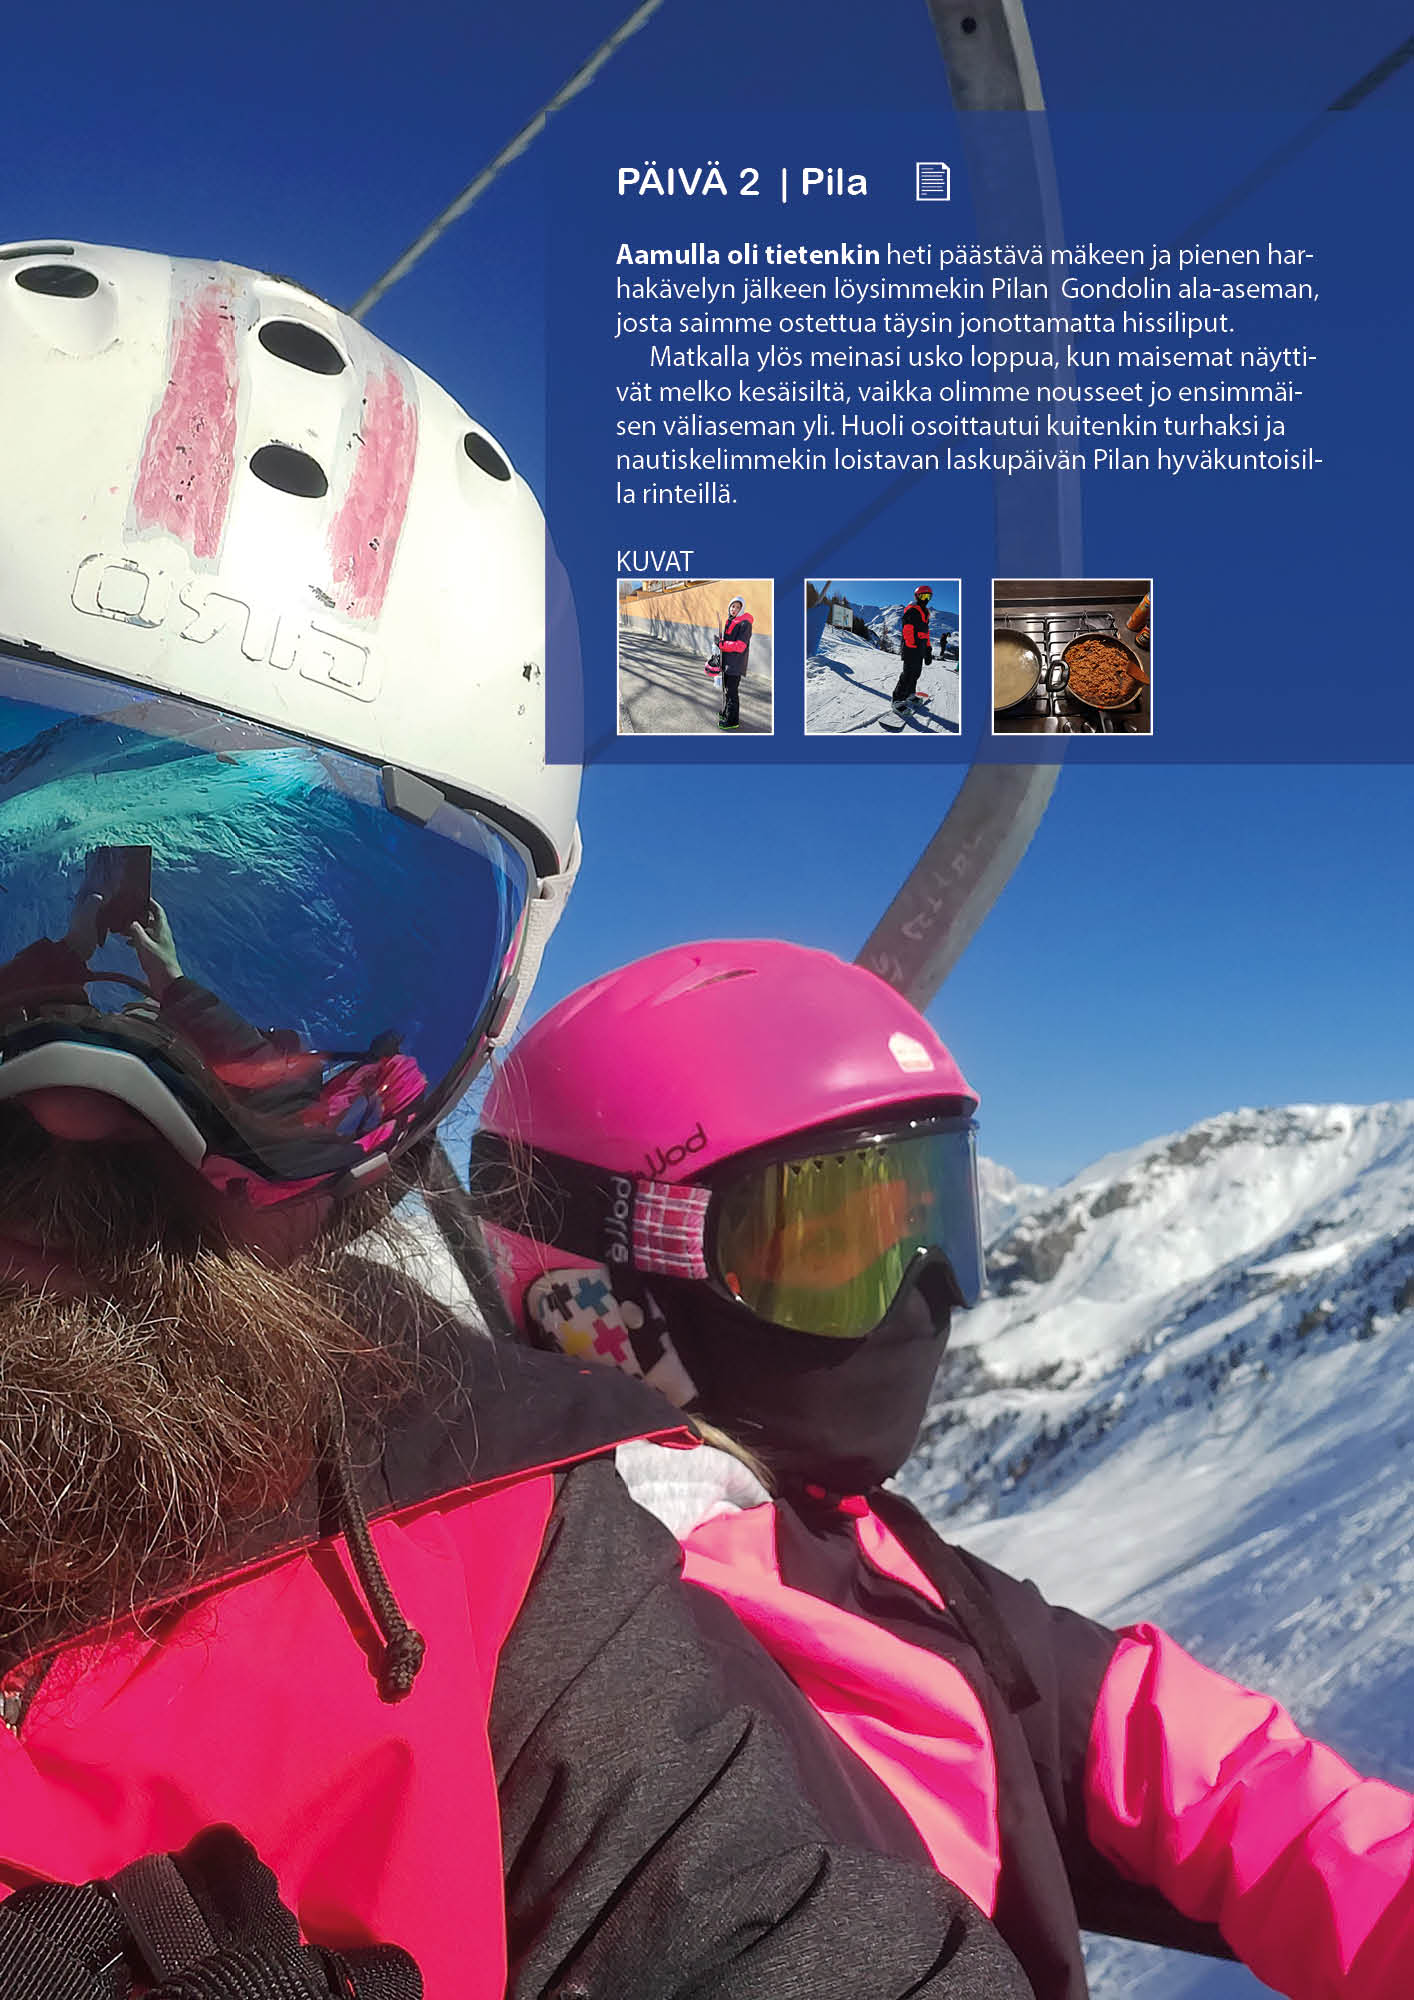 PÄIVÄ 2 | Pila
Aamulla oli tietenkin heti päästävä mäkeen ja pienen har-
hakävelyn jälkeen löysimmekin Pilan Gondolin ala-aseman,
josta saimme ostettua täysin jonottamatta hissiliput.
Matkalla ylös meinasi usko loppua, kun maisemat näytti-
vät melko kesäisiltä, vaikka olimme nousseet jo ensimmäi-
sen väliaseman yli. Huoli osoittautui kuitenkin turhaksi ja
nautiskelimmekin loistavan laskupäivän Pilan hyväkuntoisil-
la rinteillä.
KUVAT
GIRO
bollé
bollé